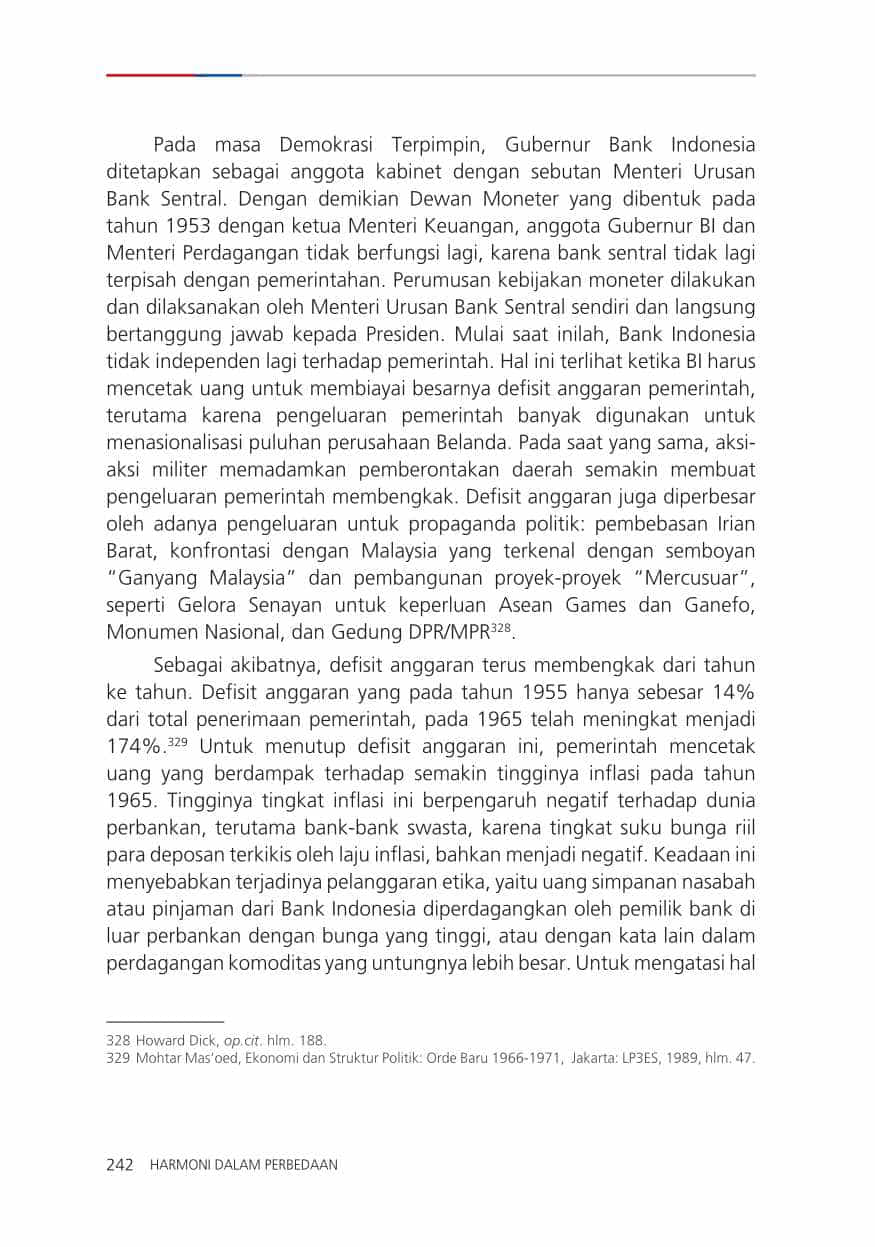 Pada masa Demokrasi Terpimpin, Gubernur Bank Indonesia
ditetapkan sebagai anggota kabinet dengan sebutan Menteri Urusan
Bank Sentral. Dengan demikian Dewan Moneter yang dibentuk pada
tahun 1953 dengan ketua Menteri Keuangan, anggota Gubernur BI dan
Menteri Perdagangan tidak berfungsi lagi, karena bank sentral tidak lagi
terpisah dengan pemerintahan. Perumusan kebijakan moneter dilakukan
dan dilaksanakan oleh Menteri Urusan Bank Sentral sendiri dan langsung
bertanggung jawab kepada Presiden. Mulai saat inilah, Bank Indonesia
tidak independen lagi terhadap pemerintah. Hal ini terlihat ketika BI harus
mencetak uang untuk membiayai besarnya defisit anggaran pemerintah,
terutama karena pengeluaran pemerintah banyak digunakan untuk
menasionalisasi puluhan perusahaan Belanda. Pada saat yang sama, aksi-
aksi militer memadamkan pemberontakan daerah semakin membuat
pengeluaran pemerintah membengkak. Defisit anggaran juga diperbesar
oleh adanya pengeluaran untuk propaganda politik: pembebasan Irian
Barat, konfrontasi dengan Malaysia yang terkenal dengan semboyan
“Ganyang Malaysia” dan pembangunan proyek-proyek “Mercusuar”,
seperti Gelora Senayan untuk keperluan Asean Games dan Ganefo,
Monumen Nasional, dan Gedung DPR/MPR³²⁸.
Sebagai akibatnya, defisit anggaran terus membengkak dari tahun
ke tahun. Defisit anggaran yang pada tahun 1955 hanya sebesar 14%
dari total penerimaan pemerintah, pada 1965 telah meningkat menjadi
174%.³²⁹ Untuk menutup defisit anggaran ini, pemerintah mencetak
uang yang berdampak terhadap semakin tingginya inflasi pada tahun
1965. Tingginya tingkat inflasi ini berpengaruh negatif terhadap dunia
perbankan, terutama bank-bank swasta, karena tingkat suku bunga riil
para deposan terkikis oleh laju inflasi, bahkan menjadi negatif. Keadaan ini
menyebabkan terjadinya pelanggaran etika, yaitu uang simpanan nasabah
atau pinjaman dari Bank Indonesia diperdagangkan oleh pemilik bank di
luar perbankan dengan bunga yang tinggi, atau dengan kata lain dalam
perdagangan komoditas yang untungnya lebih besar. Untuk mengatasi hal
328 Howard Dick, op.cit. hlm. 188.
329 Mohtar Mas’oed, Ekonomi dan Struktur Politik: Orde Baru 1966-1971, Jakarta: LP3ES, 1989, hlm. 47.
242 HARMONI DALAM PERBEDAAN